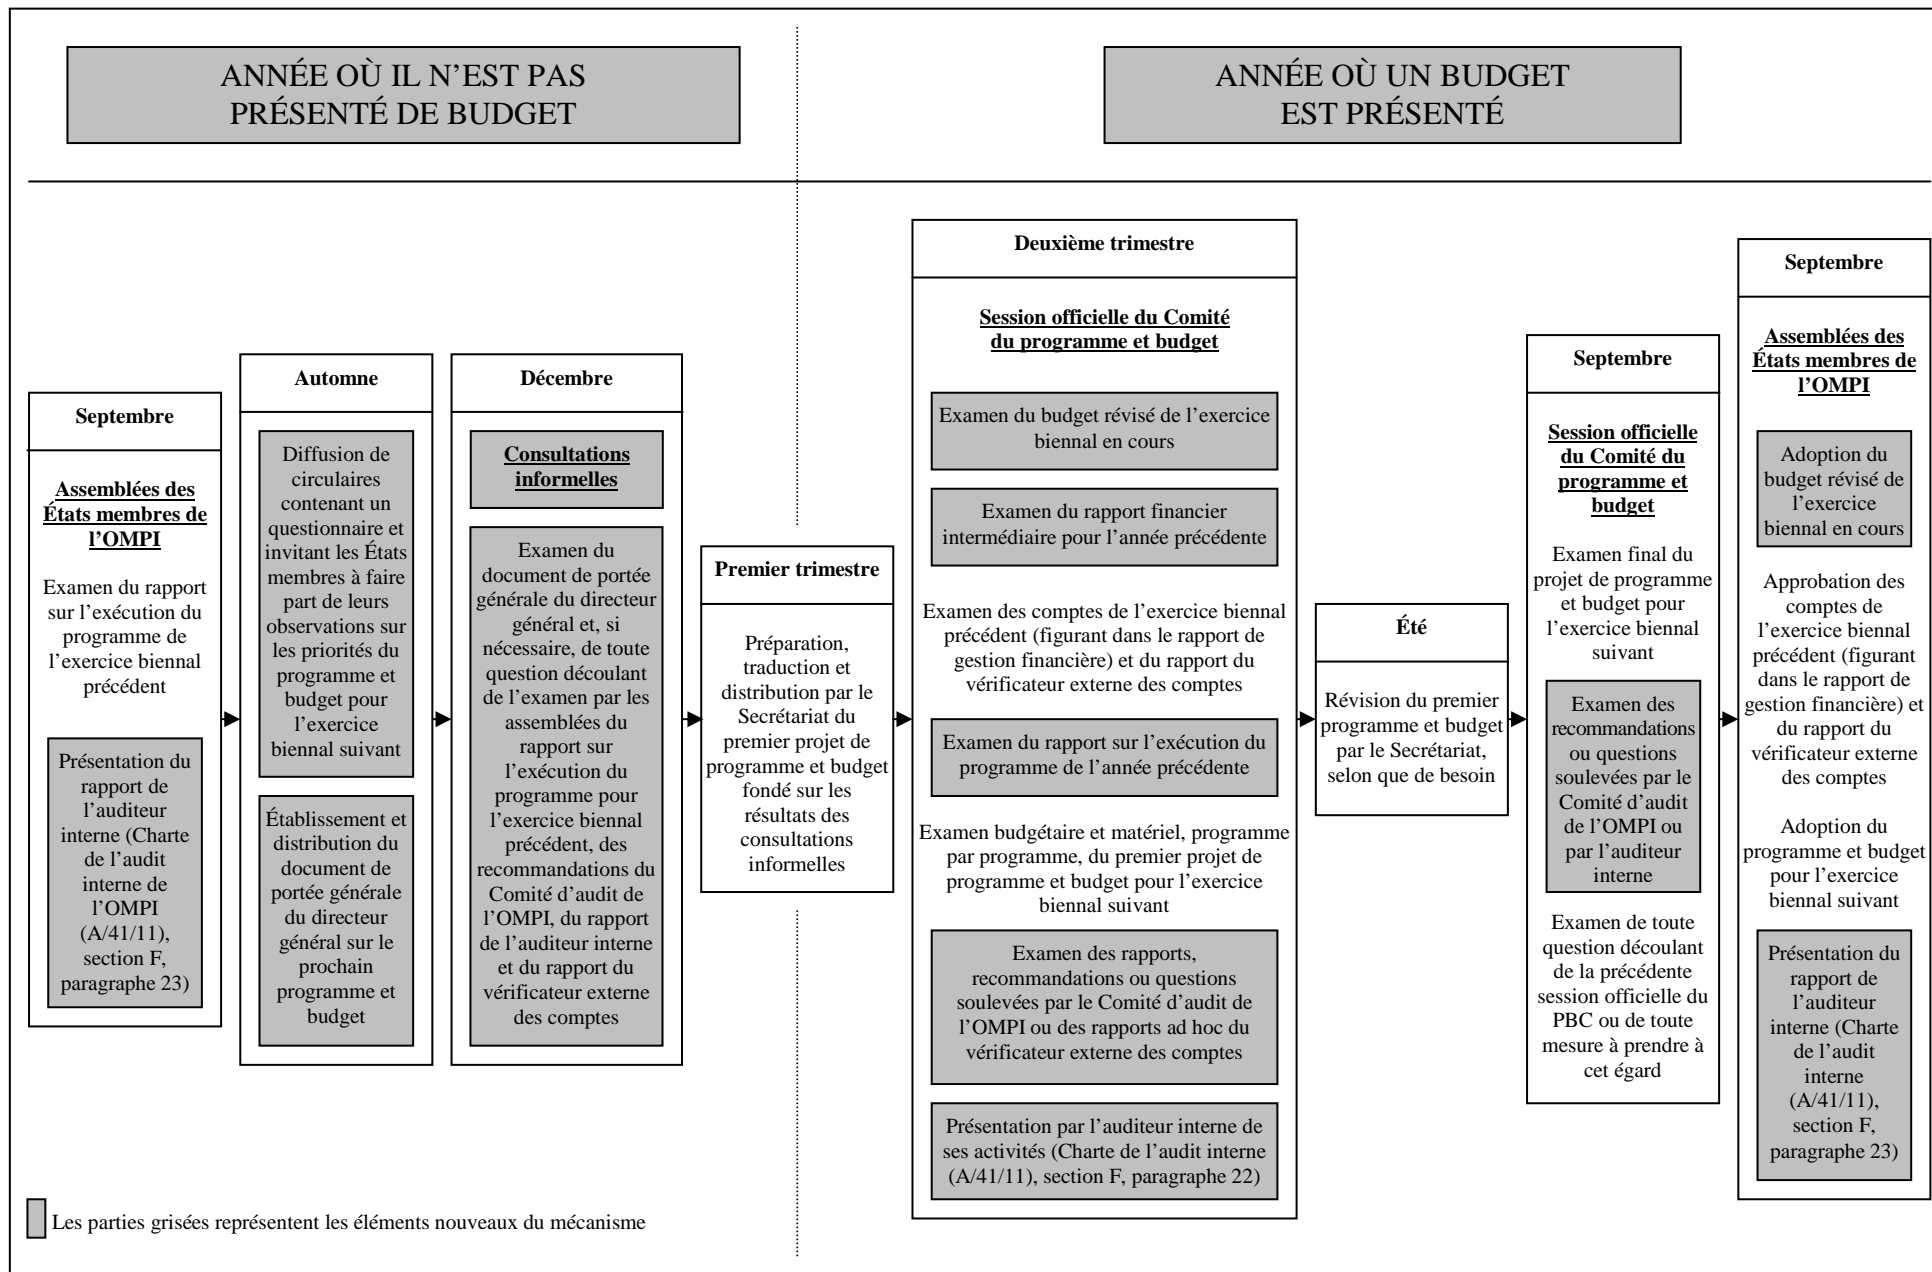 ANNÉE OÙ IL N’EST PAS
PRÉSENTÉ DE BUDGET
ANNÉE OÙ UN BUDGET
EST PRÉSENTÉ
Septembre
Assemblées des
États membres de
l’OMPI
Examen du rapport
sur l’exécution du
programme de
l’exercice biennal
précédent
Présentation du
rapport de
l’auditeur
interne (Charte
de l’audit
interne de
l’OMPI
(A/41/11),
section F,
paragraphe 23)
Automne
Diffusion de
circulaires
contenant un
questionnaire et
invitant les États
membres à faire
part de leurs
observations sur
les priorités du
programme et
budget pour
l’exercice
biennal suivant
Établissement et
distribution du
document de
portée générale
du directeur
général sur le
prochain
programme et
budget
Décembre
Consultations
informelles
Examen du
document de portée
générale du directeur
général et, si
nécessaire, de toute
question découlant
de l’examen par les
assemblées du
rapport sur
l’exécution du
programme pour
l’exercice biennal
précédent, des
recommandations du
Comité d’audit de
l’OMPI, du rapport
de l’auditeur interne
et du rapport du
vérificateur externe
des comptes
Premier trimestre
Préparation,
traduction et
distribution par le
Secrétariat du
premier projet de
programme et budget
fondé sur les
résultats des
consultations
informelles
Deuxième trimestre
Session officielle du Comité
du programme et budget
Examen du budget révisé de l’exercice
biennal en cours
Examen du rapport financier
intermédiaire pour l’année précédente
Examen des comptes de l’exercice biennal
précédent (figurant dans le rapport de
gestion financière) et du rapport du
vérificateur externe des comptes
Examen du rapport sur l’exécution du
programme de l’année précédente
Examen budgétaire et matériel, programme
par programme, du premier projet de
programme et budget pour l’exercice
biennal suivant
Examen des rapports,
recommandations ou questions
soulevées par le Comité d’audit de
l’OMPI ou des rapports ad hoc du
vérificateur externe des comptes
Présentation par l’auditeur interne de
ses activités (Charte de l’audit interne
(A/41/11), section F, paragraphe 22)
Été
Révision du premier
programme et budget
par le Secrétariat,
selon que de besoin
Septembre
Session officielle
du Comité du
programme et
budget
Examen final du
projet de programme
et budget pour
l’exercice biennal
suivant
Examen des
recommandations
ou questions
soulevées par le
Comité d’audit
de l’OMPI ou
par l’auditeur
interne
Examen de toute
question découlant
de la précédente
session officielle du
PBC ou de toute
mesure à prendre à
cet égard
Septembre
Assemblées des
États membres de
l’OMPI
Adoption du
budget révisé de
l’exercice
biennal en cours
Approbation des
comptes de
l’exercice biennal
précédent (figurant
dans le rapport de
gestion financière) et
du rapport du
vérificateur externe
des comptes
Adoption du
programme et budget
pour l’exercice
biennal suivant
Présentation du
rapport de
l’auditeur
interne (Charte
de l’audit
interne
(A/41/11),
section F,
paragraphe 23)
Les parties grisées représentent les éléments nouveaux du mécanisme